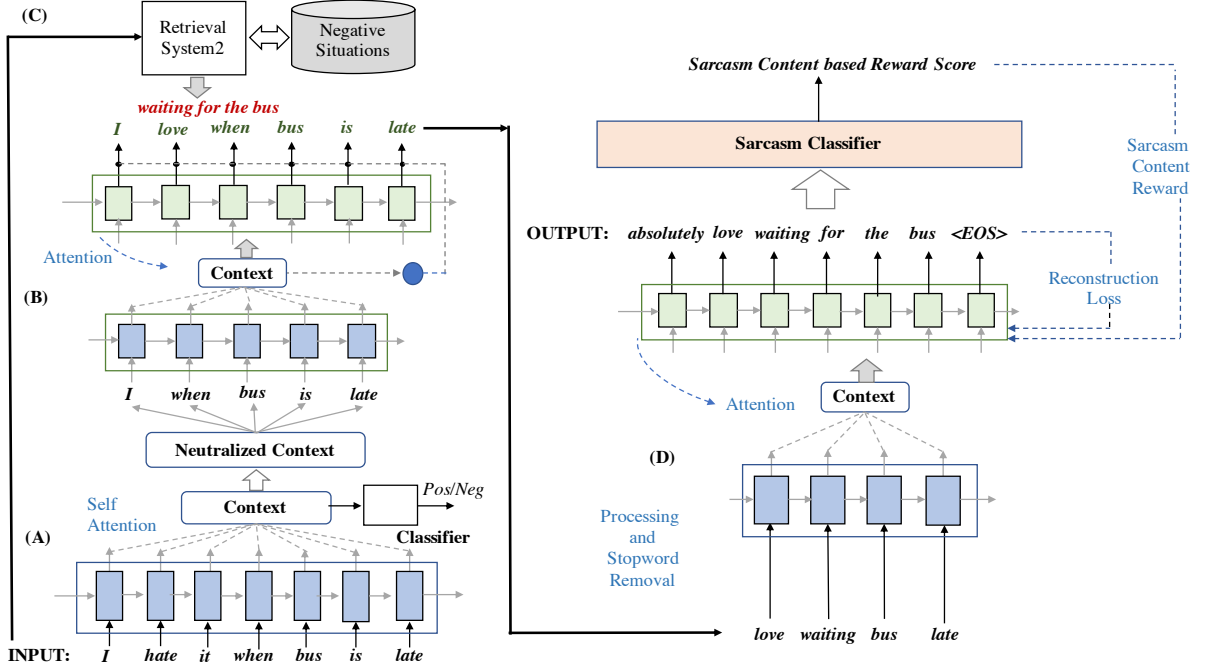 (C)
Retrieval
System2
Negative
Situations
waiting for the bus
I love when bus is late
Attention
Context
(B)
I when bus is late
Neutralized Context
Self
Attention
Context
Pos/Neg
Classifier
(A)
INPUT: I hate it when bus is late
Sarcasm Content based Reward Score
Sarcasm Classifier
Sarcasm
Content
Reward
OUTPUT: absolutely love waiting for the bus <EOS>
Reconstruction
Loss
Attention
Context
(D)
Processing
and
Stopword
Removal
love waiting bus late